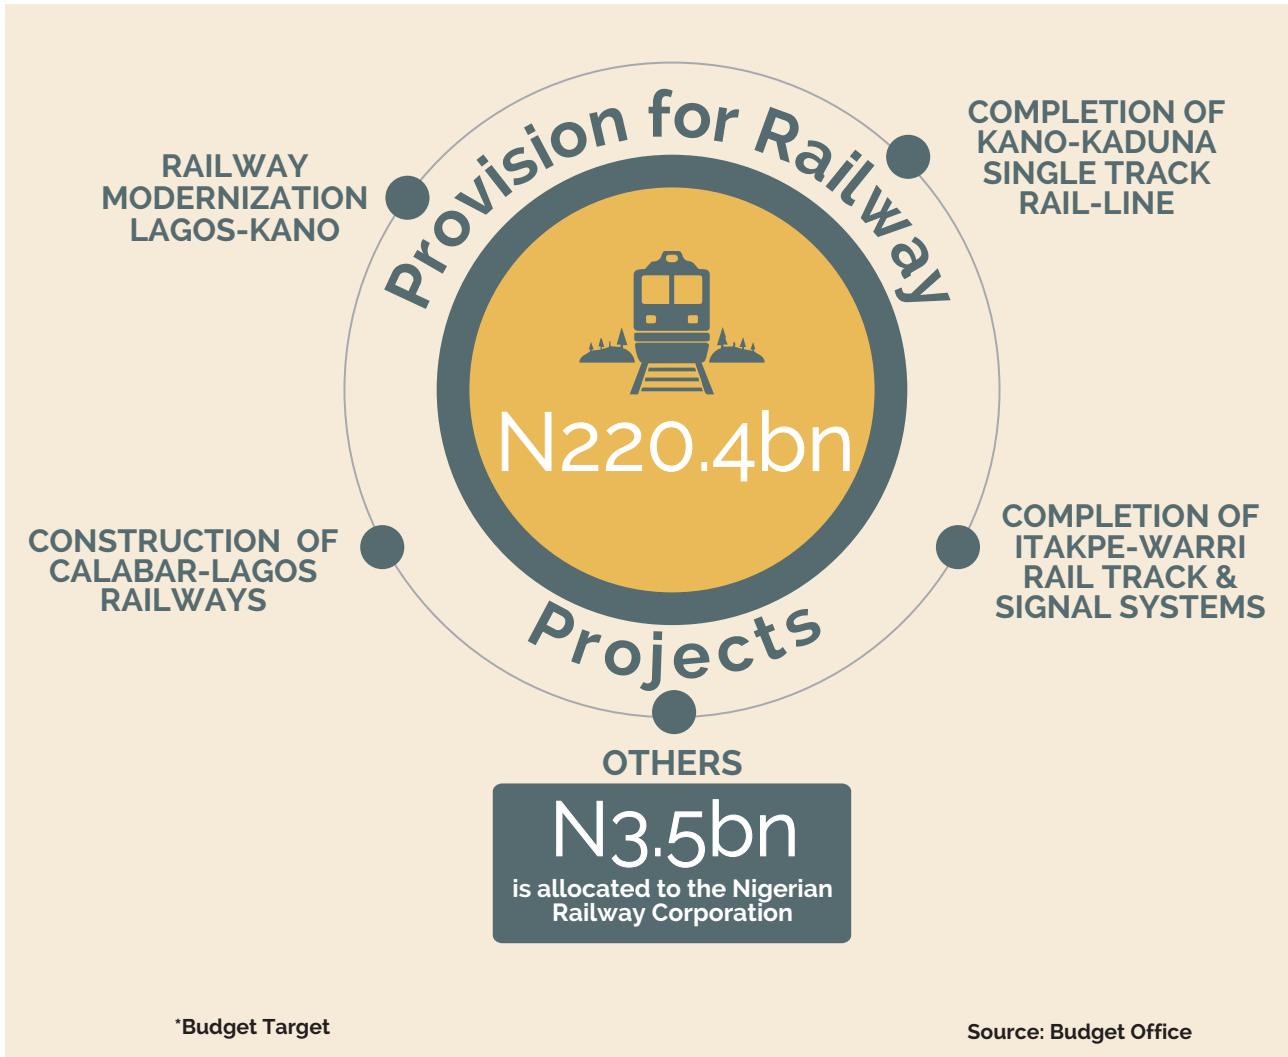 Provision for Railway
RAILWAY
MODERNIZATION
LAGOS-KANO
COMPLETION OF
KANO-KADUNA
SINGLE TRACK
RAIL-LINE
N220.4bn
CONSTRUCTION OF
CALABAR-LAGOS
RAILWAYS
COMPLETION OF
ITAKPE-WARRI
RAIL TRACK &
SIGNAL SYSTEMS
Projects
OTHERS
N3.5bn
is allocated to the Nigerian
Railway Corporation
*Budget Target
Source: Budget Office